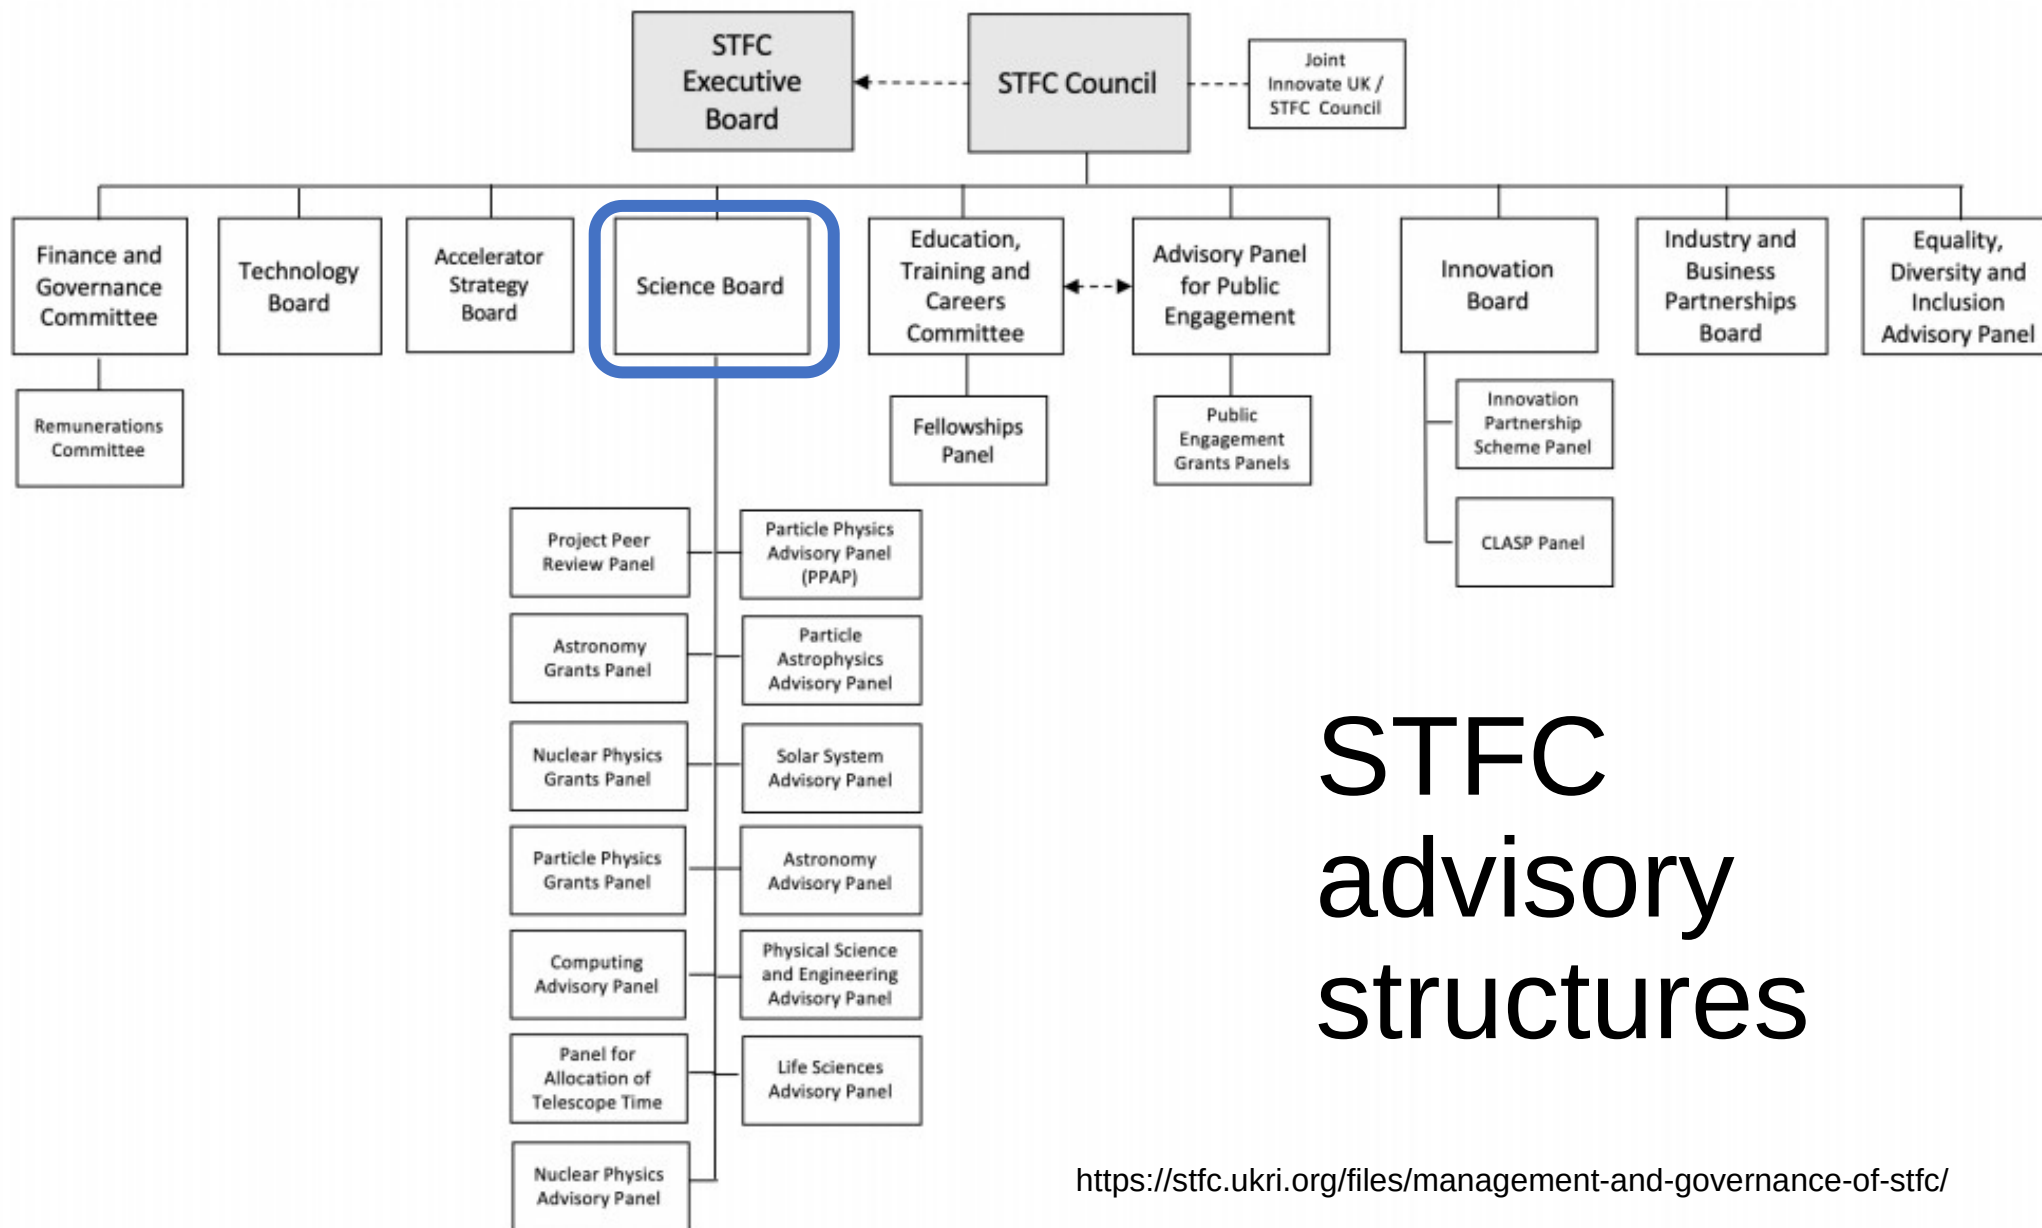 STFC
Executive
Board
STFC Council
Joint
Innovate UK /
STFC Council
Finance and
Governance
Committee
Technology
Board
Accelerator
Strategy
Board
Science Board
Education,
Training and
Careers
Committee
Advisory Panel
for Public
Engagement
Innovation
Board
Industry and
Business
Partnerships
Board
Equality,
Diversity and
Inclusion
Advisory Panel
Remunerations
Committee
Fellowships
Panel
Public
Engagement
Grants Panels
Innovation
Partnership
Scheme Panel
CLASP Panel
Project Peer
Review Panel
Particle Physics
Advisory Panel
(PPAP)
Astronomy
Grants Panel
Particle
Astrophysics
Advisory Panel
Nuclear Physics
Grants Panel
Solar System
Advisory Panel
Particle Physics
Grants Panel
Astronomy
Advisory Panel
Computing
Advisory Panel
Physical Science
and Engineering
Advisory Panel
Panel for
Allocation of
Telescope Time
Life Sciences
Advisory Panel
Nuclear Physics
Advisory Panel
STFC
advisory
structures
https://stfc.ukri.org/files/management-and-governance-of-stfc/